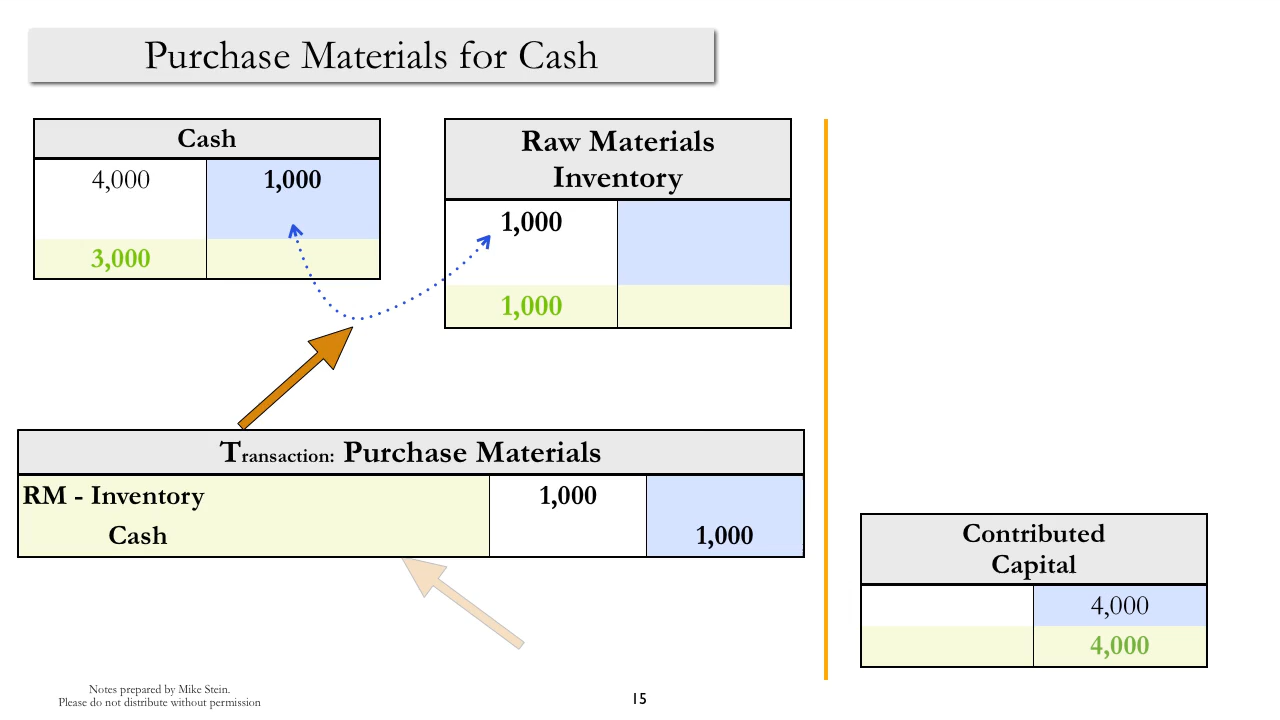 Purchase Materials for Cash
Cash
4,000 1,000
3,000
Raw Materials
Inventory
1,000
1,000
Transaction: Purchase Materials
RM - Inventory 1,000
Cash 1,000
Contributed
Capital
4,000
4,000
Notes prepared by Mike Stein.
Please do not distribute without permission
15